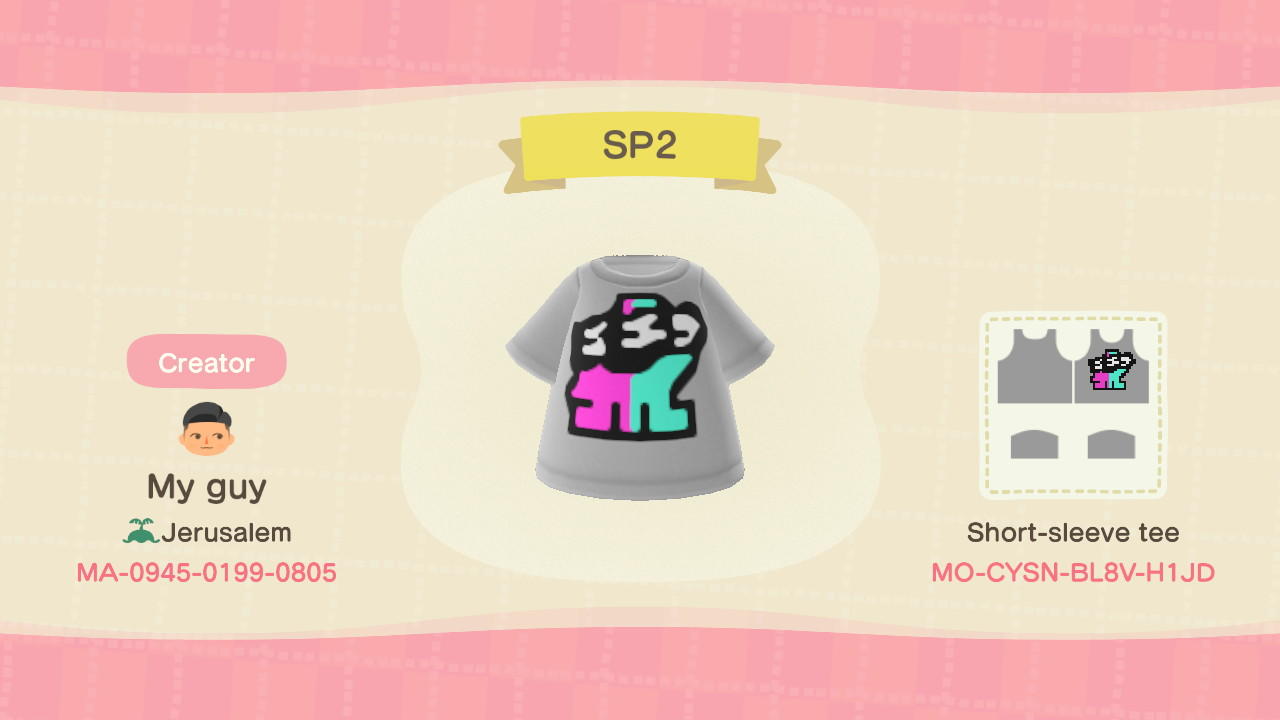 SP2
Creator
My guy
Jerusalem
MA-0945-0199-0805
Short-sleeve tee
MO-CYSN-BL8V-H1JD